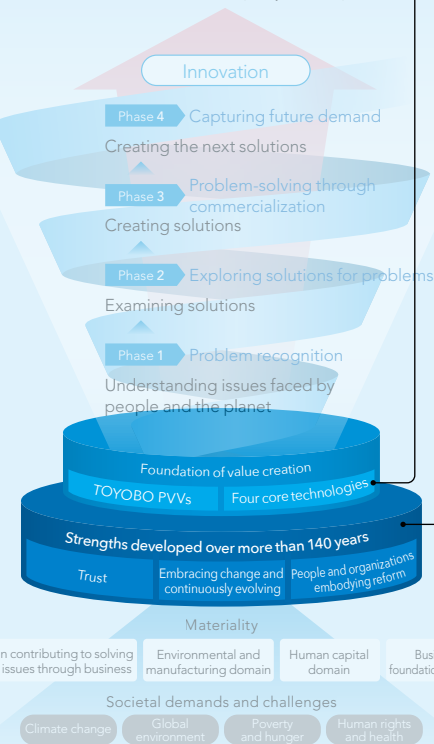 Innovation
Phase 4 Capturing future demand
Creating the next solutions
Phase 3 Problem-solving through
commercialization
Creating solutions
Phase 2 Exploring solutions for problems
Examining solutions
Phase 1 Problem recognition
Understanding issues faced by
people and the planet
Foundation of value creation
TOYOBO PVVs
Four core technologies
Strengths developed over more than 140 years
Trust
Embracing change and
continuously evolving
People and organizations
embodying reform
Materiality
contributing to solving
issues through business
Environmental and
manufacturing domain
Human capital
domain
Societal demands and challenges
Climate change
Global
environment
Poverty
and hunger
Human rights
and health